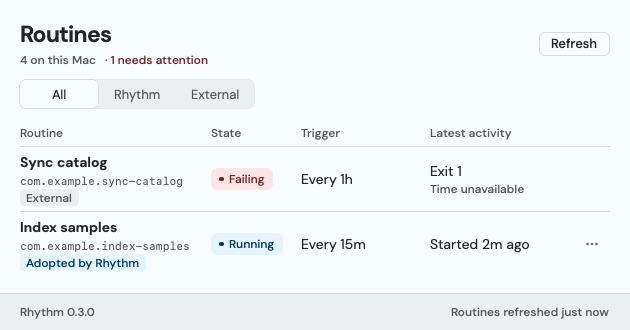 Routines
4 on this Mac · 1 needs attention
Refresh
All Rhythm External
Routine State Trigger Latest activity
Sync catalog
com.example.sync-catalog
External
Failing
Every 1h
Exit 1
Time unavailable
Index samples
com.example.index-samples
Adopted by Rhythm
Running
Every 15m
Started 2m ago
···
Rhythm 0.3.0 Routines refreshed just now